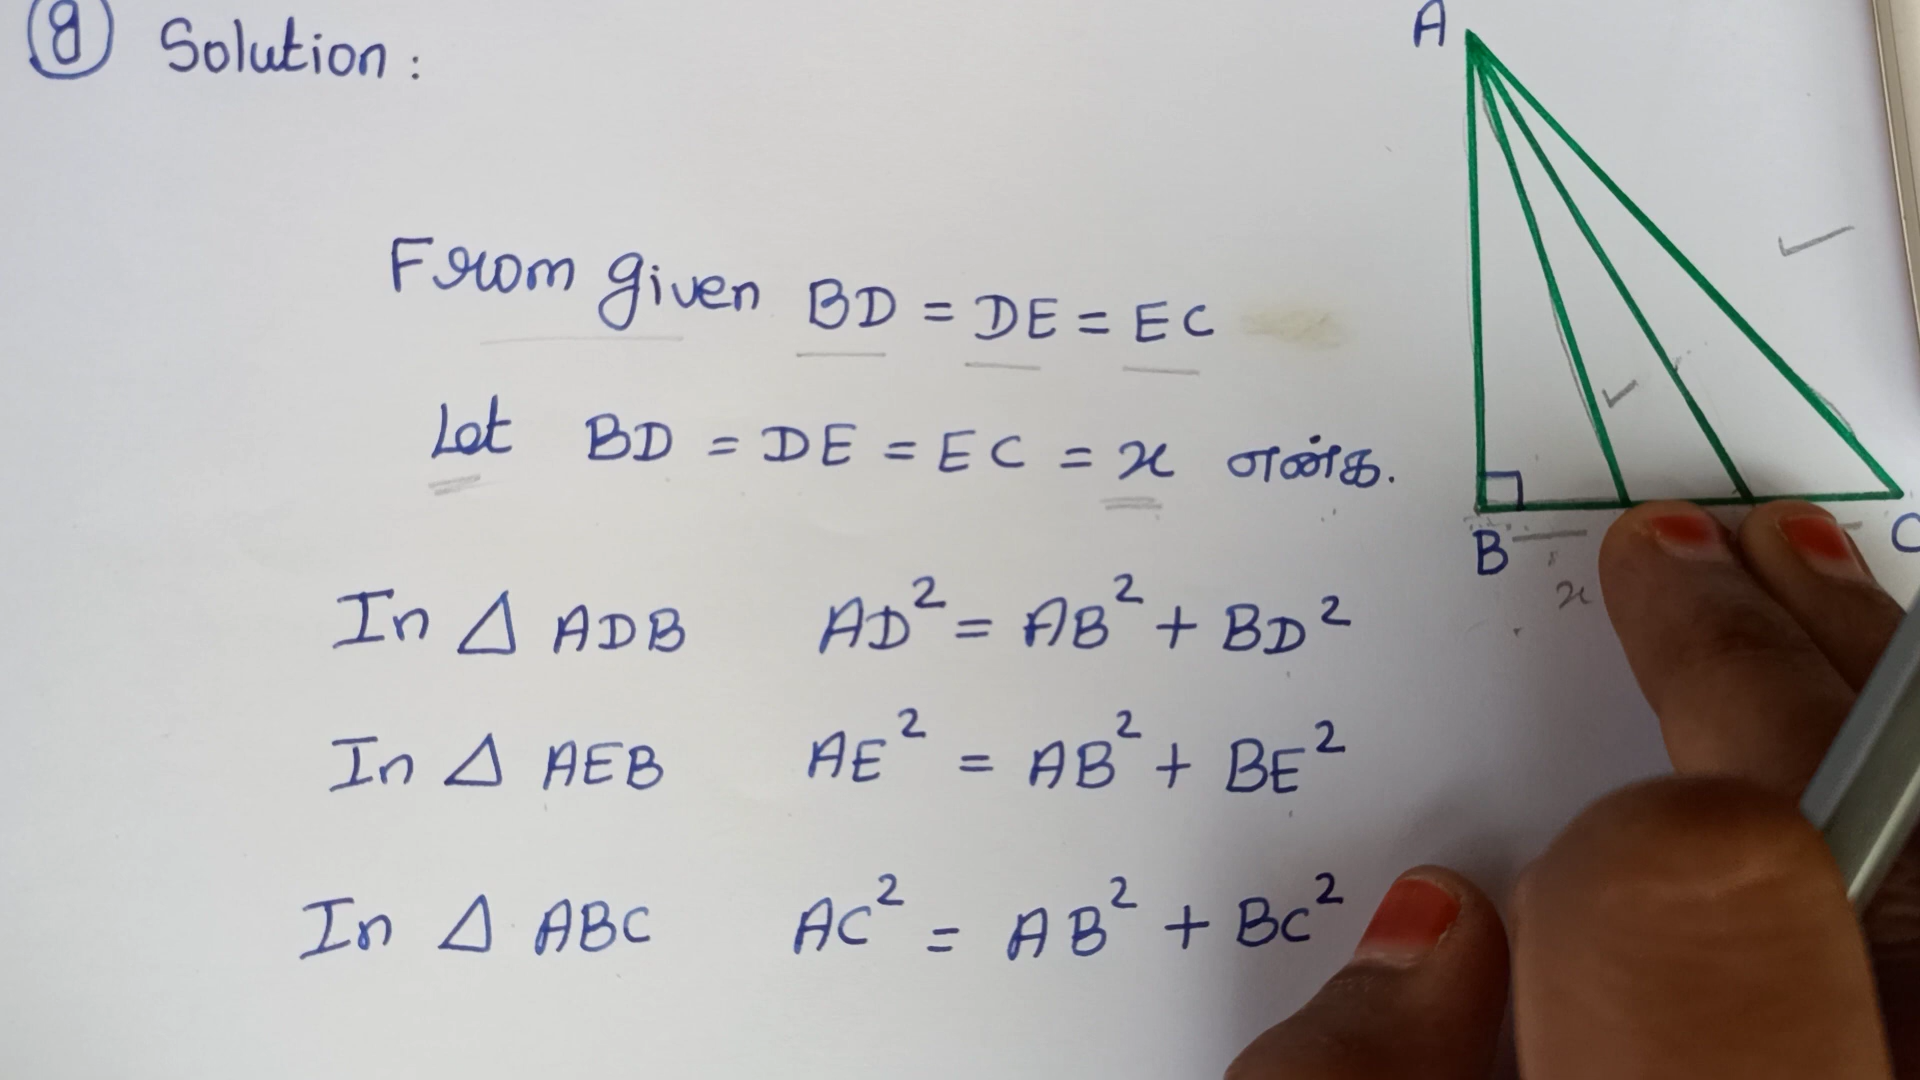 8 Solution :
A
From given BD = DE = EC
Let BD = DE = EC = x என்க.
B C
x
In △ ADB AD² = AB² + BD²
In △ AEB AE² = AB² + BE²
In △ ABC AC² = AB² + BC²